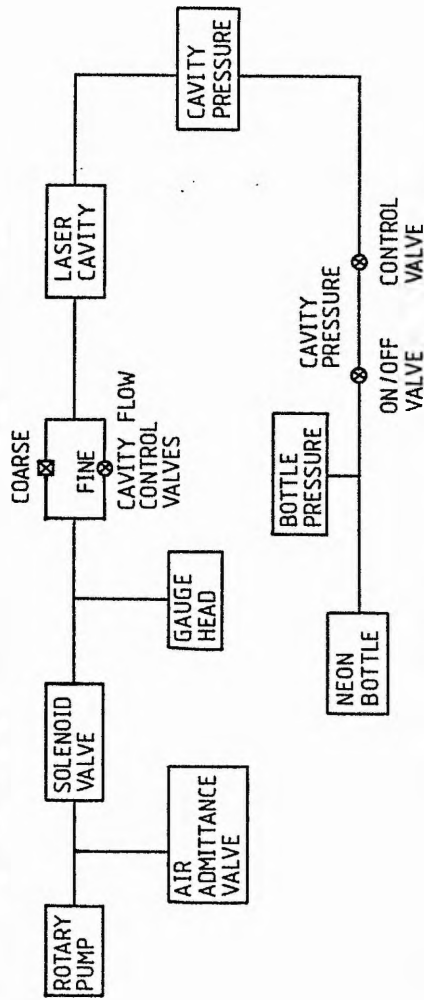 ROTARY
PUMP
AIR
ADMITTANCE
VALVE
SOLENOID
VALVE
GAUGE
HEAD
COARSE
FINE
CAVITY FLOW
CONTROL
VALVES
LASER
CAVITY
CAVITY
PRESSURE
NEON
BOTTLE
BOTTLE
PRESSURE
CAVITY
PRESSURE
ON/OFF
VALVE
CONTROL
VALVE